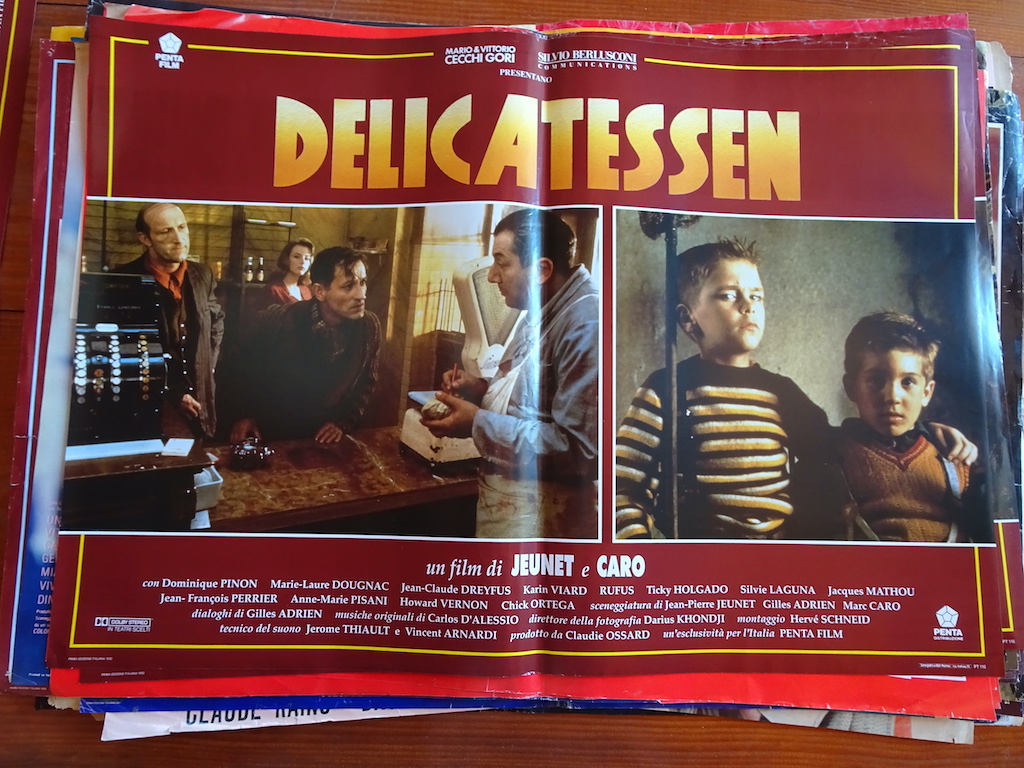 PENTA
FILM
MARIO & VITTORIO
CECCHI GORI
SILVIO BERLUSCONI
COMMUNICATIONS
PRESENTANO
DELICATESSEN
un film di JEUNET e CARO
con Dominique PINON Marie-Laure DOUGNAC Jean-Claude DREYFUS Karin VIARD RUFUS Ticky HOLGADO Silvie LAGUNA Jacques MATHOU
Jean-François PERRIER Anne-Marie PISANI Howard VERNON Chick ORTEGA sceneggiatura di Jean-Pierre JEUNET Gilles ADRIEN Marc CARO
dialoghi di Gilles ADRIEN musiche originali di Carlos D'ALESSIO direttore della fotografia Darius KHONDJI montaggio Hervé SCHNEID
tecnico del suono Jerome THIAULT e Vincent ARNARDI prodotto da Claudie OSSARD un'esclusività per l'Italia PENTA FILM
DOLBY STEREO
IN TEATRI SCELTI
PENTA
DISTRIBUZIONE
CLAUDE RAINS